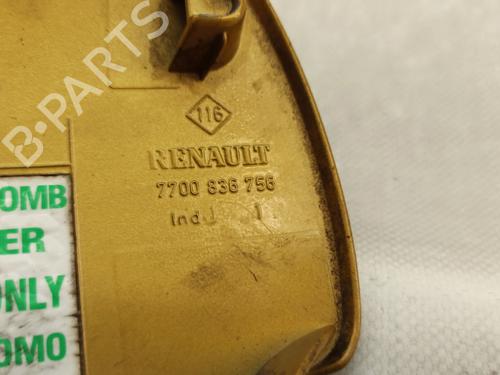 B-PARTS
116
RENAULT
7700 836 756
Ind
1
OMB
ER
ONLY
OMO